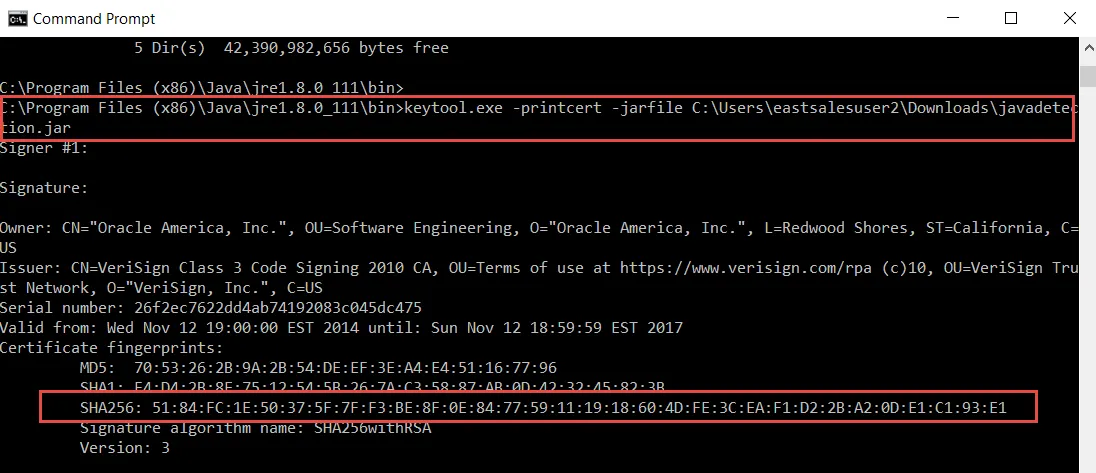 Command Prompt
5 Dir(s)  42,390,982,656 bytes free
C:\Program Files (x86)\Java\jre1.8.0_111\bin>
C:\Program Files (x86)\Java\jre1.8.0_111\bin>keytool.exe -printcert -jarfile C:\Users\eastsalesuser2\Downloads\javadetec
tion.jar
Signer #1:
Signature:
Owner: CN="Oracle America, Inc.", OU=Software Engineering, O="Oracle America, Inc.", L=Redwood Shores, ST=California, C=
US
Issuer: CN=VeriSign Class 3 Code Signing 2010 CA, OU=Terms of use at https://www.verisign.com/rpa (c)10, OU=VeriSign Tru
st Network, O="VeriSign, Inc.", C=US
Serial number: 26f2ec7622dd4ab74192083c045dc475
Valid from: Wed Nov 12 19:00:00 EST 2014 until: Sun Nov 12 18:59:59 EST 2017
Certificate fingerprints:
MD5:  70:53:26:2B:9A:2B:54:DE:EF:3E:A4:E4:51:16:77:96
SHA1: F4:D4:2B:8F:75:12:54:5B:26:7A:C3:58:87:AB:0D:42:32:45:82:3B
SHA256: 51:84:FC:1E:50:37:5F:7F:F3:BE:8F:0E:84:77:59:11:19:18:60:4D:FE:3C:EA:F1:D2:2B:A2:0D:E1:C1:93:E1
Signature algorithm name: SHA256withRSA
Version: 3